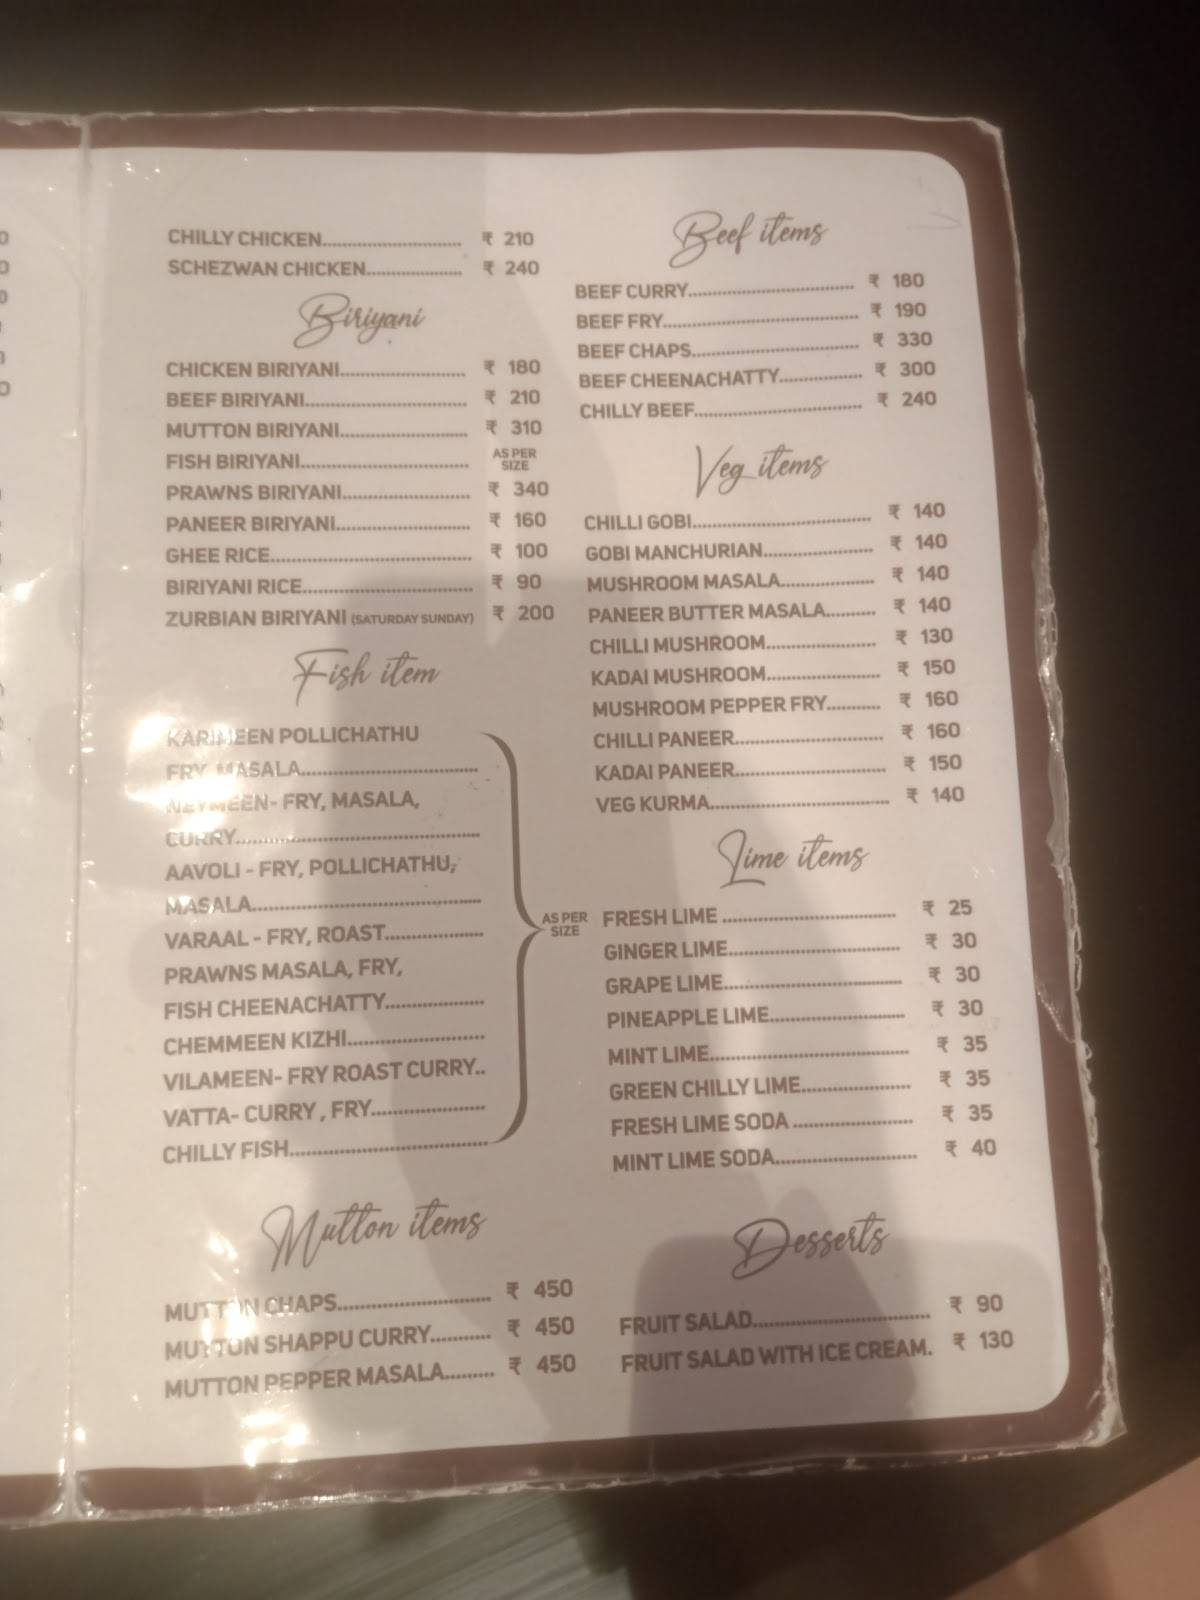 CHILLY CHICKEN............................ ₹ 210
SCHEZWAN CHICKEN.................... ₹ 240
Biriyani
CHICKEN BIRIYANI.......................... ₹ 180
BEEF BIRIYANI................................. ₹ 210
MUTTON BIRIYANI.......................... ₹ 310
FISH BIRIYANI.................................. AS PER SIZE
PRAWNS BIRIYANI.......................... ₹ 340
PANEER BIRIYANI........................... ₹ 160
GHEE RICE........................................ ₹ 100
BIRIYANI RICE.................................. ₹ 90
ZURBIAN BIRIYANI (SATURDAY SUNDAY) ₹ 200
Fish item
KARIMEEN POLLICHATHU
FRY, MASALA...................................
NEYMEEN- FRY, MASALA,
CURRY................................................
AAVOLI - FRY, POLLICHATHU,
MASALA.............................................
VARAAL - FRY, ROAST...................
PRAWNS MASALA, FRY,
FISH CHEENACHATTY...................
CHEMMEEN KIZHI..........................
VILAMEEN- FRY ROAST CURRY..
VATTA- CURRY , FRY.....................
CHILLY FISH......................................
AS PER
SIZE
Mutton items
MUTTON CHAPS............................ ₹ 450
MUTTON SHAPPU CURRY........... ₹ 450
MUTTON PEPPER MASALA......... ₹ 450
Beef items
BEEF CURRY................................... ₹ 180
BEEF FRY......................................... ₹ 190
BEEF CHAPS................................... ₹ 330
BEEF CHEENACHATTY................. ₹ 300
CHILLY BEEF................................... ₹ 240
Veg items
CHILLI GOBI.................................... ₹ 140
GOBI MANCHURIAN...................... ₹ 140
MUSHROOM MASALA................... ₹ 140
PANEER BUTTER MASALA.......... ₹ 140
CHILLI MUSHROOM...................... ₹ 130
KADAI MUSHROOM....................... ₹ 150
MUSHROOM PEPPER FRY........... ₹ 160
CHILLI PANEER............................. ₹ 160
KADAI PANEER.............................. ₹ 150
VEG KURMA................................... ₹ 140
Lime items
FRESH LIME .................................. ₹ 25
GINGER LIME................................. ₹ 30
GRAPE LIME................................... ₹ 30
PINEAPPLE LIME........................... ₹ 30
MINT LIME...................................... ₹ 35
GREEN CHILLY LIME..................... ₹ 35
FRESH LIME SODA ....................... ₹ 35
MINT LIME SODA........................... ₹ 40
Desserts
FRUIT SALAD.................................. ₹ 90
FRUIT SALAD WITH ICE CREAM. ₹ 130